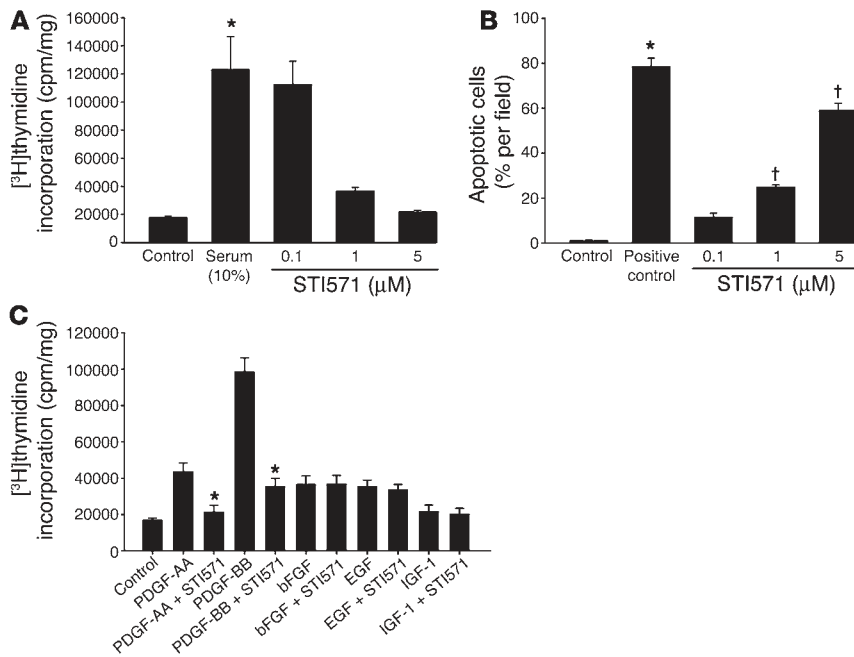 A
[³H]thymidine
incorporation (cpm/mg)
160000
140000
120000
100000
80000
60000
40000
20000
0
*
Control
Serum
(10%)
0.1
1
5
STI571 (μM)
B
Apoptotic cells
(% per field)
100
80
60
40
20
0
*
†
†
Control
Positive
control
0.1
1
5
STI571 (μM)
C
[³H]thymidine
incorporation (cpm/mg)
120000
100000
80000
60000
40000
20000
0
*
*
Control
PDGF-AA
PDGF-AA + STI571
PDGF-BB
PDGF-BB + STI571
bFGF
bFGF + STI571
EGF
EGF + STI571
IGF-1
IGF-1 + STI571